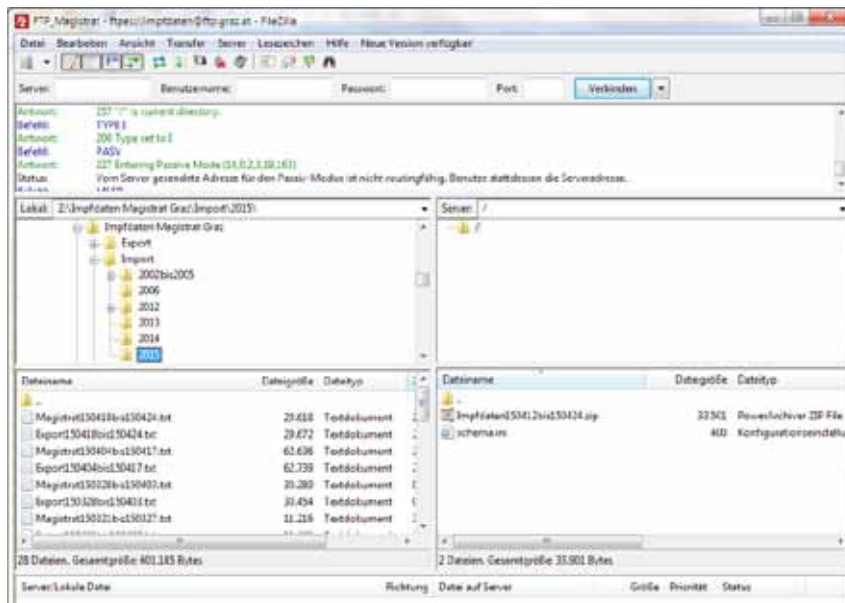 FTP_Magistrat - ftpes://impfdaten@ftp.graz.at - FileZilla
Datei Bearbeiten Ansicht Transfer Server Lesezeichen Hilfe Neue Version verfügbar
Server: Benutzername: Passwort: Port: Verbinden
Antwort: 257 "/" is current directory.
Befehl: TYPE I
Antwort: 200 Type set to I
Befehl: PASV
Antwort: 227 Entering Passive Mode
Status: Vom Server gesendete Adresse für den Passiv-Modus ist nicht routingfähig. Benutze stattdessen die Serveradresse.
Lokal: Z:\Impfdaten Magistrat Graz\Import\2015\
Impfdaten Magistrat Graz
Export
Import
2002bis2005
2006
2012
2013
2014
2015
Server: /
/
Dateiname Dateigröße Dateityp
..
Magistrat150418bis150424.txt 29.618 Textdokument
Export150418bis150424.txt 29.672 Textdokument
Magistrat150404bis150417.txt 62.636 Textdokument
Export150404bis150417.txt 62.739 Textdokument
Magistrat150328bis150403.txt 33.280 Textdokument
Export150328bis150403.txt 33.454 Textdokument
Magistrat150321bis150327.txt 11.216 Textdokument
28 Dateien. Gesamtgröße: 601.185 Bytes
Dateiname Dateigröße Dateityp
..
Impfdaten150412bis150424.zip 33.501 PowerArchiver ZIP File
schema.ini 400 Konfigurationseinstellu
2 Dateien. Gesamtgröße: 33.901 Bytes
Server/Lokale Datei Richtung Datei auf Server Größe Priorität Status